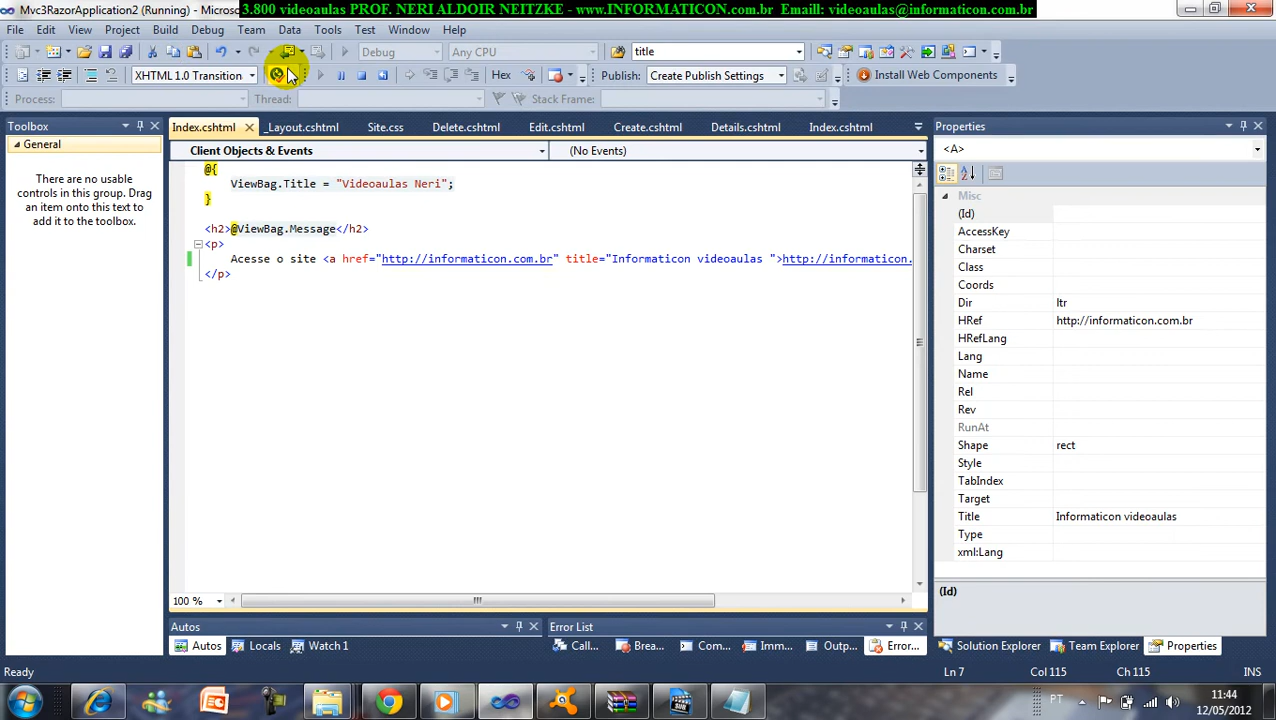 Mvc3RazorApplication2 (Running) - Micros
3.800 videoaulas PROF. NERI ALDOIR NEITZKE - www.INFORMATICON.com.br Email: videoaulas@informaticon.com.br
File Edit View Project Build Debug Team Data Tools Test Window Help
Debug Any CPU title
XHTML 1.0 Transition Hex Publish: Create Publish Settings Install Web Components
Process: Thread: Stack Frame:
Toolbox
General
There are no usable
controls in this group. Drag
an item onto this text to
add it to the toolbox.
Index.cshtml _Layout.cshtml Site.css Delete.cshtml Edit.cshtml Create.cshtml Details.cshtml Index.cshtml
Client Objects & Events (No Events)
@{
ViewBag.Title = "Videoaulas Neri";
}
<h2>@ViewBag.Message</h2>
<p>
Acesse o site <a href="http://informaticon.com.br" title="Informaticon videoaulas ">http://informaticon.
</p>
100 %
Properties
<A>
Misc
(Id)
AccessKey
Charset
Class
Coords
Dir ltr
HRef http://informaticon.com.br
HRefLang
Lang
Name
Rel
Rev
RunAt
Shape rect
Style
TabIndex
Target
Title Informaticon videoaulas
Type
xml:Lang
(Id)
Autos
Autos Locals Watch 1
Error List
Call... Brea... Com... Imm... Outp... Error...
Solution Explorer Team Explorer Properties
Ready Ln 7 Col 115 Ch 115 INS
PT
11:44
12/05/2012